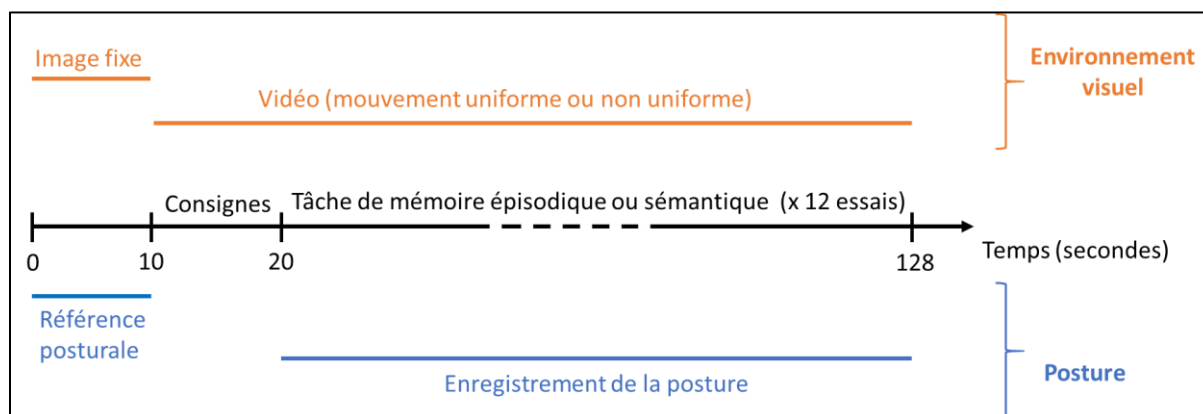 Image fixe
Vidéo (mouvement uniforme ou non uniforme)
Environnement
visuel
Consignes
Tâche de mémoire épisodique ou sémantique (x 12 essais)
0
10
20
128
Temps (secondes)
Référence
posturale
Enregistrement de la posture
Posture